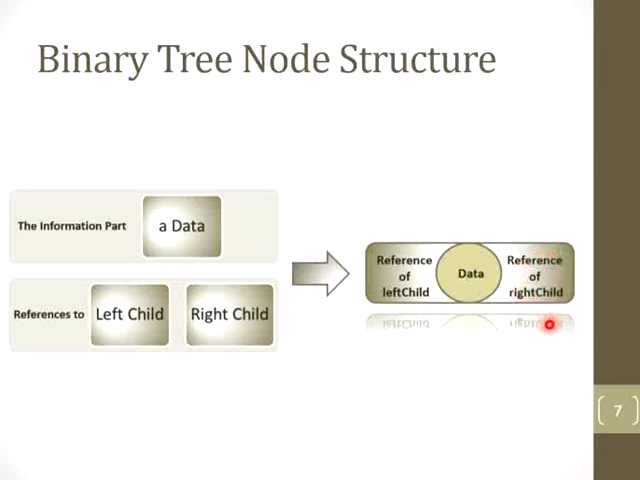 Binary Tree Node Structure
The Information Part
a Data
References to
Left Child
Right Child
Reference
of
leftChild
Data
Reference
of
rightChild
7